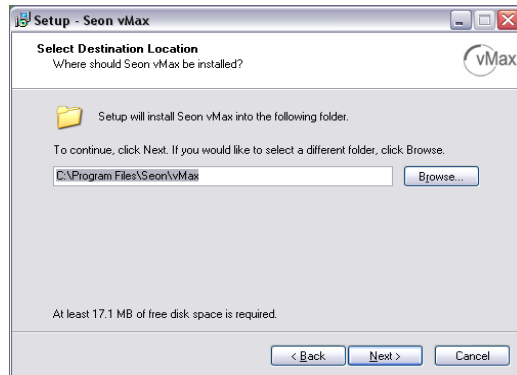 Setup - Seon vMax
Select Destination Location
Where should Seon vMax be installed?
vMax
Setup will install Seon vMax into the following folder.
To continue, click Next. If you would like to select a different folder, click Browse.
C:\Program Files\Seon\vMax
Browse...
At least 17.1 MB of free disk space is required.
< Back
Next >
Cancel